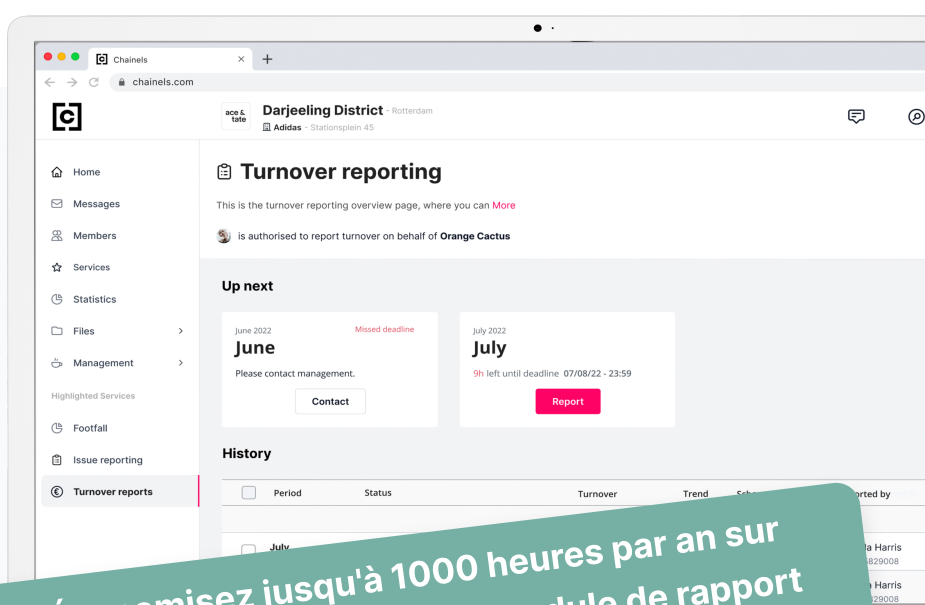 Chainels
chainels.com
ace &
tate
Darjeeling District - Rotterdam
Adidas - Stationsplein 45
Home
Messages
Members
Services
Statistics
Files
Management
Highlighted Services
Footfall
Issue reporting
Turnover reports
Turnover reporting
This is the turnover reporting overview page, where you can More
is authorised to report turnover on behalf of Orange Cactus
Up next
June 2022
Missed deadline
June
Please contact management.
Contact
July 2022
July
9h left until deadline 07/08/22 - 23:59
Report
History
Period Status Turnover Trend
July
Harris
829008
Harris
jusqu'à 1000 heures par an sur
de rapport